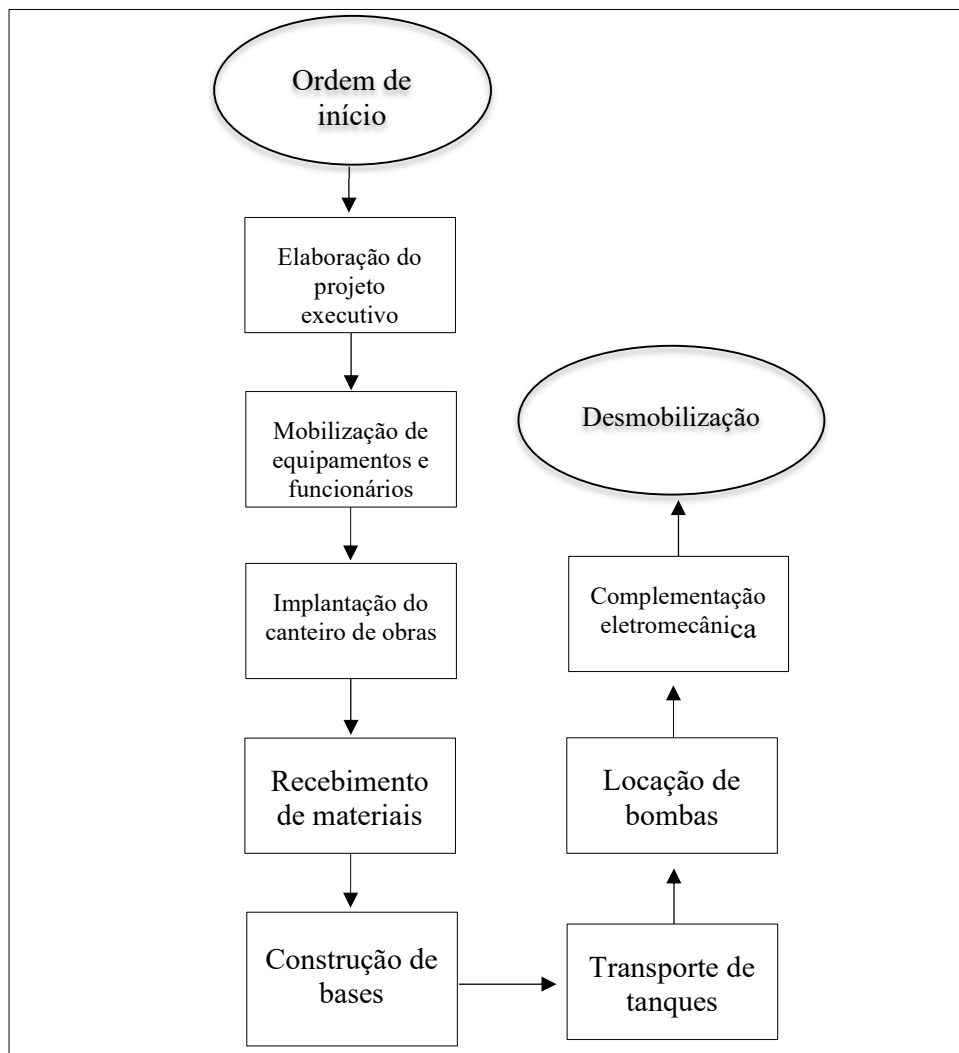 Ordem de
início
Elaboração do
projeto
executivo
Mobilização de
equipamentos e
funcionários
Implantação do
canteiro de obras
Recebimento
de materiais
Construção de
bases
Transporte de
tanques
Locação de
bombas
Complementação
eletromecânica
Desmobilização